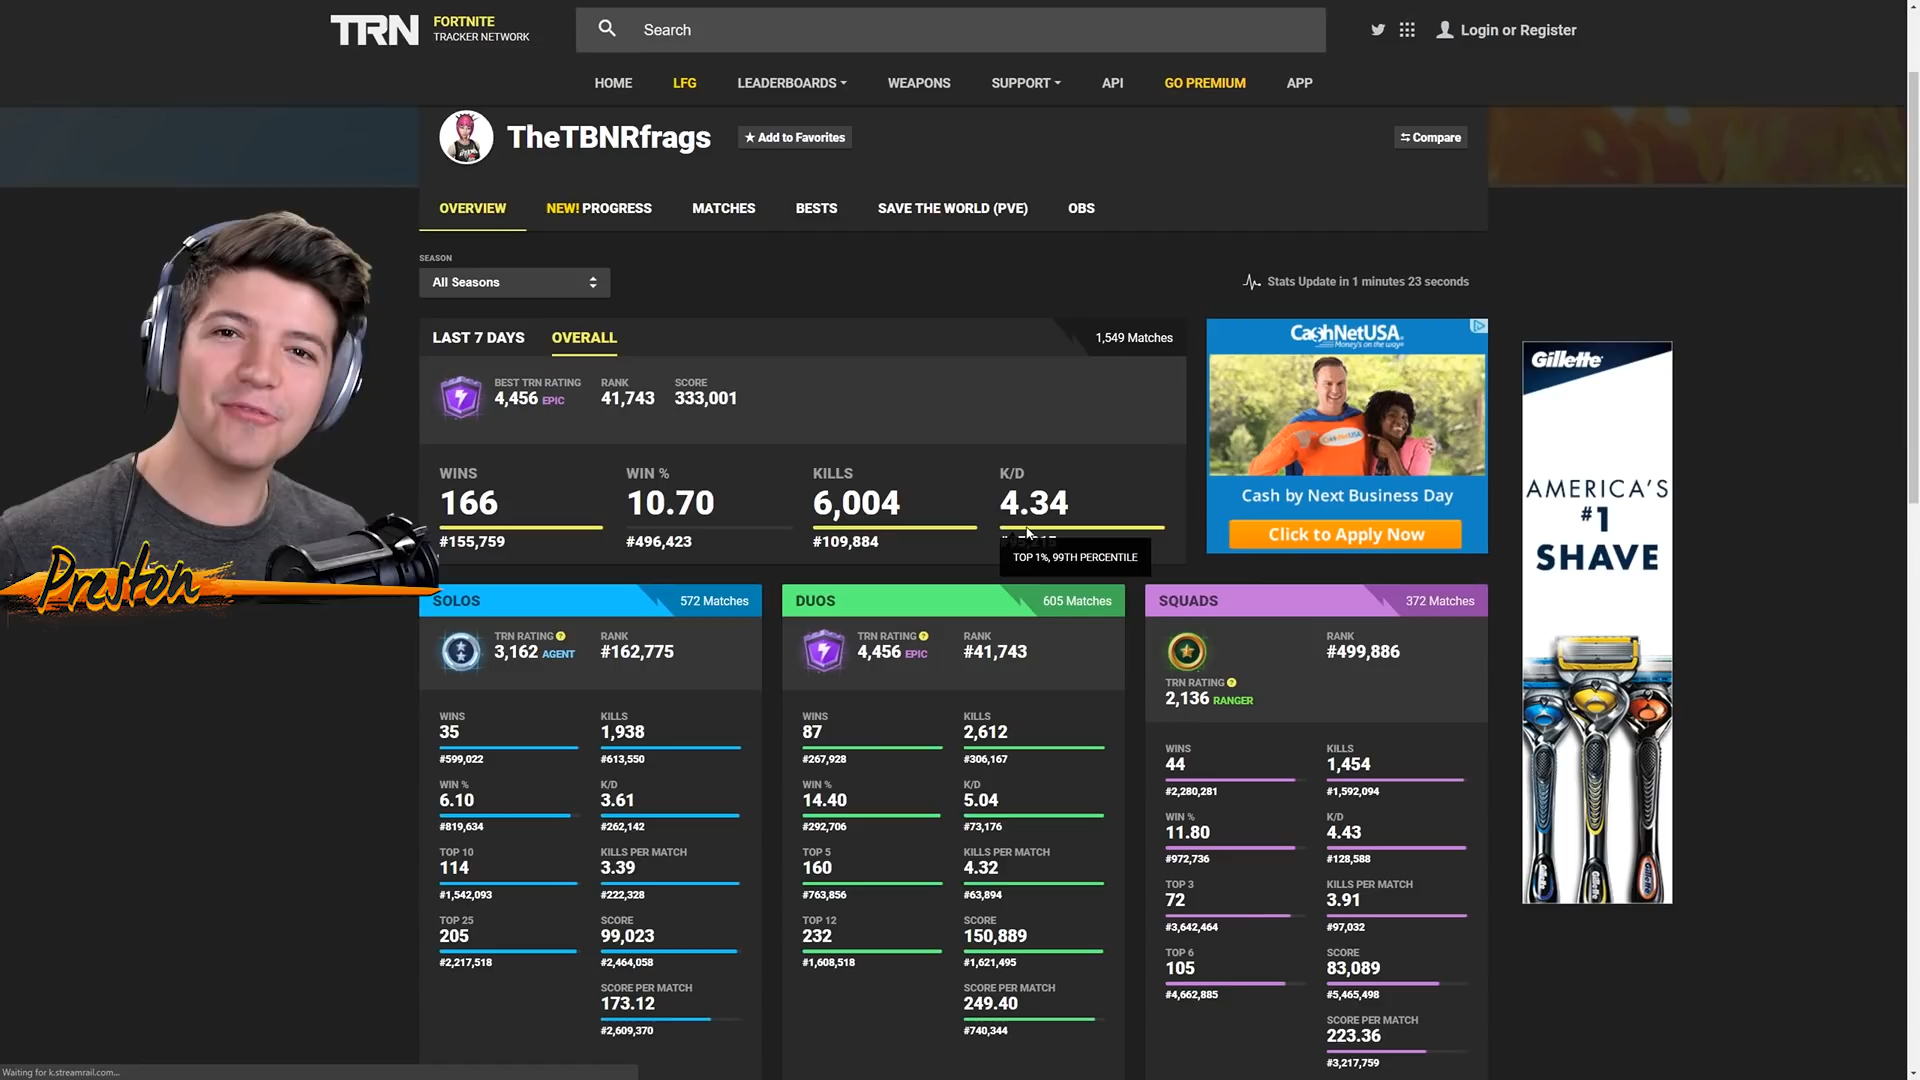 TRN FORTNITE
TRACKER NETWORK
Search
Login or Register
HOME LFG LEADERBOARDS WEAPONS SUPPORT API GO PREMIUM APP
TheTBNRfrags
★ Add to Favorites
Compare
OVERVIEW NEW! PROGRESS MATCHES BESTS SAVE THE WORLD (PVE) OBS
SEASON
All Seasons
Stats Update in 1 minutes 23 seconds
LAST 7 DAYS OVERALL 1,549 Matches
BEST TRN RATING RANK SCORE
4,456 EPIC 41,743 333,001
WINS WIN % KILLS K/D
166 10.70 6,004 4.34
#155,759 #496,423 #109,884
TOP 1%, 99TH PERCENTILE
CashNetUSA.
Money's on the way
Cash by Next Business Day
Click to Apply Now
Gillette
AMERICA'S
#1
SHAVE
Preston
SOLOS 572 Matches
TRN RATING RANK
3,162 AGENT #162,775
WINS KILLS
35 1,938
#599,022 #613,550
WIN % K/D
6.10 3.61
#819,634 #262,142
TOP 10 KILLS PER MATCH
114 3.39
#1,542,093 #222,328
TOP 25 SCORE
205 99,023
#2,217,518 #2,464,058
SCORE PER MATCH
173.12
#2,609,370
DUOS 605 Matches
TRN RATING RANK
4,456 EPIC #41,743
WINS KILLS
87 2,612
#267,928 #306,167
WIN % K/D
14.40 5.04
#292,706 #73,176
TOP 5 KILLS PER MATCH
160 4.32
#763,856 #63,894
TOP 12 SCORE
232 150,889
#1,608,518 #1,621,495
SCORE PER MATCH
249.40
#740,344
SQUADS 372 Matches
RANK
#499,886
TRN RATING
2,136 RANGER
WINS KILLS
44 1,454
#2,280,281 #1,592,094
WIN % K/D
11.80 4.43
#972,736 #128,588
TOP 3 KILLS PER MATCH
72 3.91
#3,642,464 #97,032
TOP 6 SCORE
105 83,089
#4,662,885 #5,465,498
SCORE PER MATCH
223.36
#3,217,759
Waiting for k.streamrail.com...